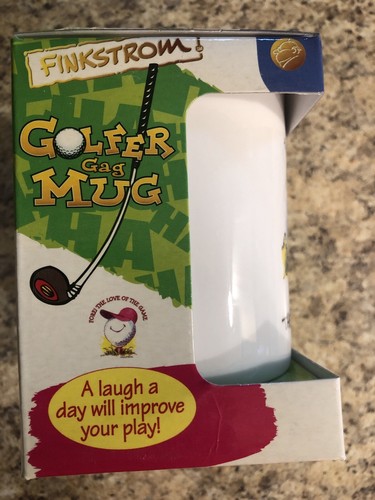 FINKSTROM
GOLFER
Gag
MUG
FORE! THE LOVE OF THE GAME
A laugh a
day will improve
your play!